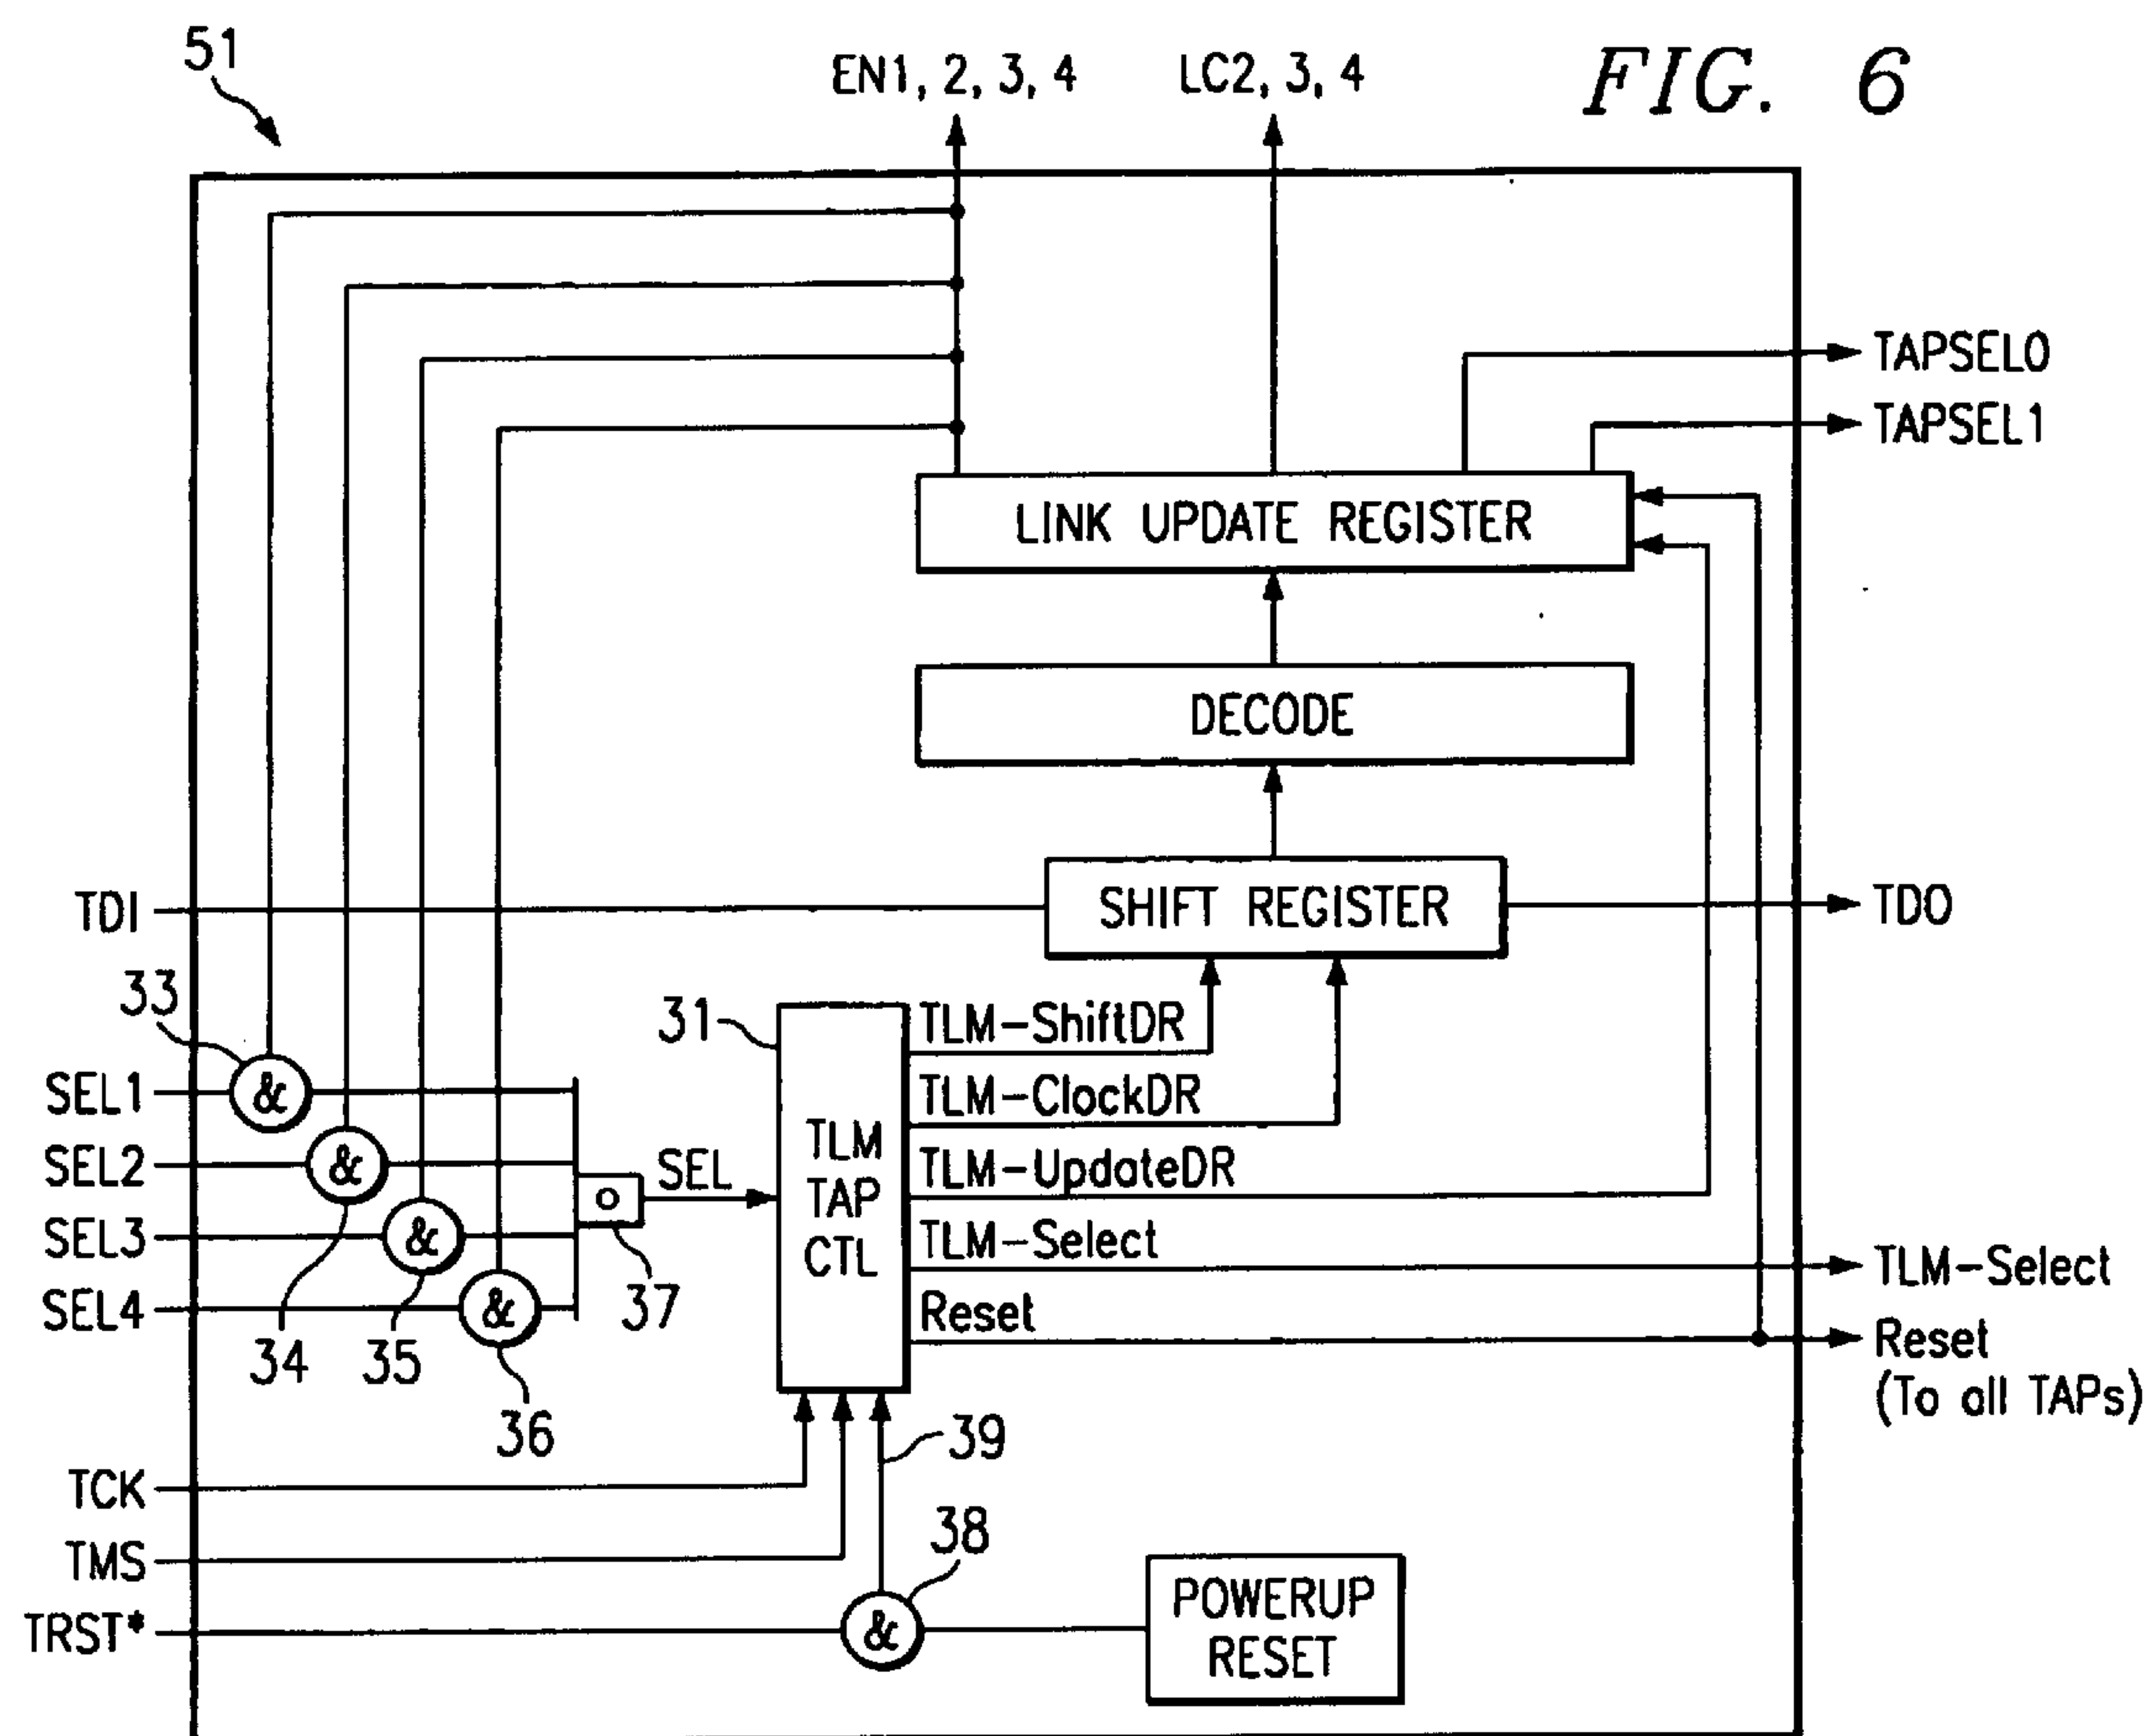 51
EN1, 2, 3, 4
LC2, 3, 4
FIG. 6
TAPSEL0
TAPSEL1
LINK UPDATE REGISTER
DECODE
TDI
SHIFT REGISTER
TDO
33
31
TLM-ShiftDR
SEL1
&
TLM-ClockDR
SEL2
&
SEL
TLM
TAP
CTL
TLM-UpdateDR
SEL3
&
TLM-Select
TLM-Select
SEL4
&
37
Reset
Reset
(To all TAPs)
34
35
36
39
TCK
38
TMS
TRST*
&
POWERUP
RESET